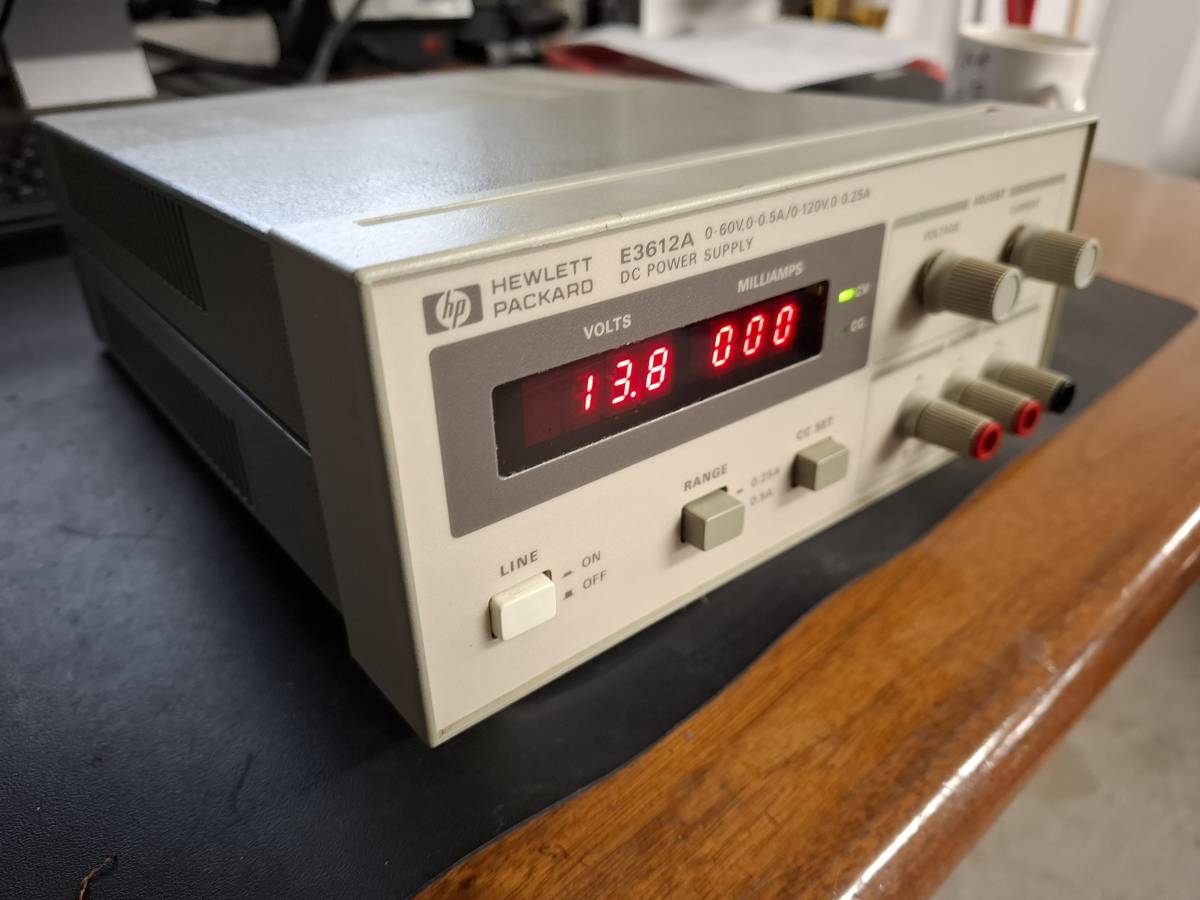 hp HEWLETT PACKARD
E3612A 0-60V,0-0.5A/0-120V,0-0.25A
DC POWER SUPPLY
ADJUST
VOLTAGE
CURRENT
VOLTS
MILLIAMPS
13.8 000
CV
CC
CC SET
RANGE
0.25A
0.5A
LINE
ON
OFF